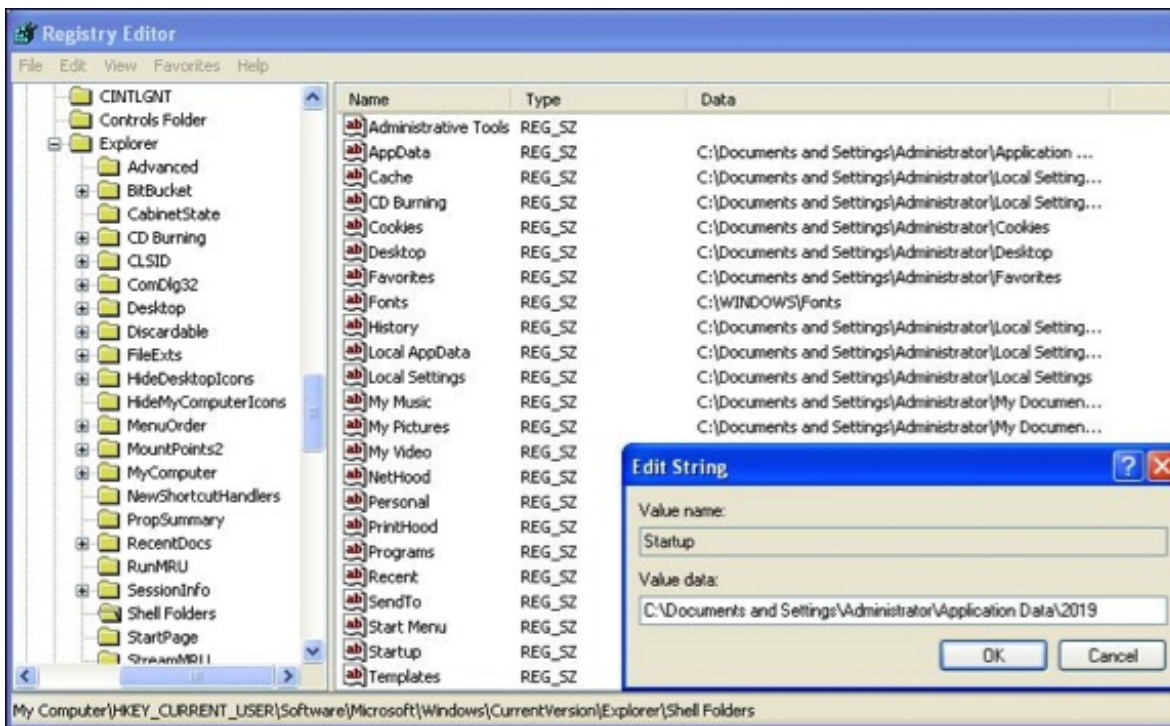 Registry Editor
File Edit View Favorites Help
CINTLGNT
Controls Folder
Explorer
Advanced
BitBucket
CabinetState
CD Burning
CLSID
ComDlg32
Desktop
Discardable
FileExts
HideDesktopIcons
HideMyComputerIcons
MenuOrder
MountPoints2
MyComputer
NewShortcutHandlers
PropSummary
RecentDocs
RunMRU
SessionInfo
Shell Folders
StartPage
StreamMRU
Name Type Data
Administrative Tools REG_SZ
AppData REG_SZ C:\Documents and Settings\Administrator\Application ...
Cache REG_SZ C:\Documents and Settings\Administrator\Local Setting...
CD Burning REG_SZ C:\Documents and Settings\Administrator\Local Setting...
Cookies REG_SZ C:\Documents and Settings\Administrator\Cookies
Desktop REG_SZ C:\Documents and Settings\Administrator\Desktop
Favorites REG_SZ C:\Documents and Settings\Administrator\Favorites
Fonts REG_SZ C:\WINDOWS\Fonts
History REG_SZ C:\Documents and Settings\Administrator\Local Setting...
Local AppData REG_SZ C:\Documents and Settings\Administrator\Local Setting...
Local Settings REG_SZ C:\Documents and Settings\Administrator\Local Settings
My Music REG_SZ C:\Documents and Settings\Administrator\My Documen...
My Pictures REG_SZ C:\Documents and Settings\Administrator\My Documen...
My Video REG_SZ
NetHood REG_SZ
Personal REG_SZ
PrintHood REG_SZ
Programs REG_SZ
Recent REG_SZ
SendTo REG_SZ
Start Menu REG_SZ
Startup REG_SZ
Templates REG_SZ
Edit String
Value name:
Startup
Value data:
C:\Documents and Settings\Administrator\Application Data\2019
OK Cancel
My Computer\HKEY_CURRENT_USER\Software\Microsoft\Windows\CurrentVersion\Explorer\Shell Folders